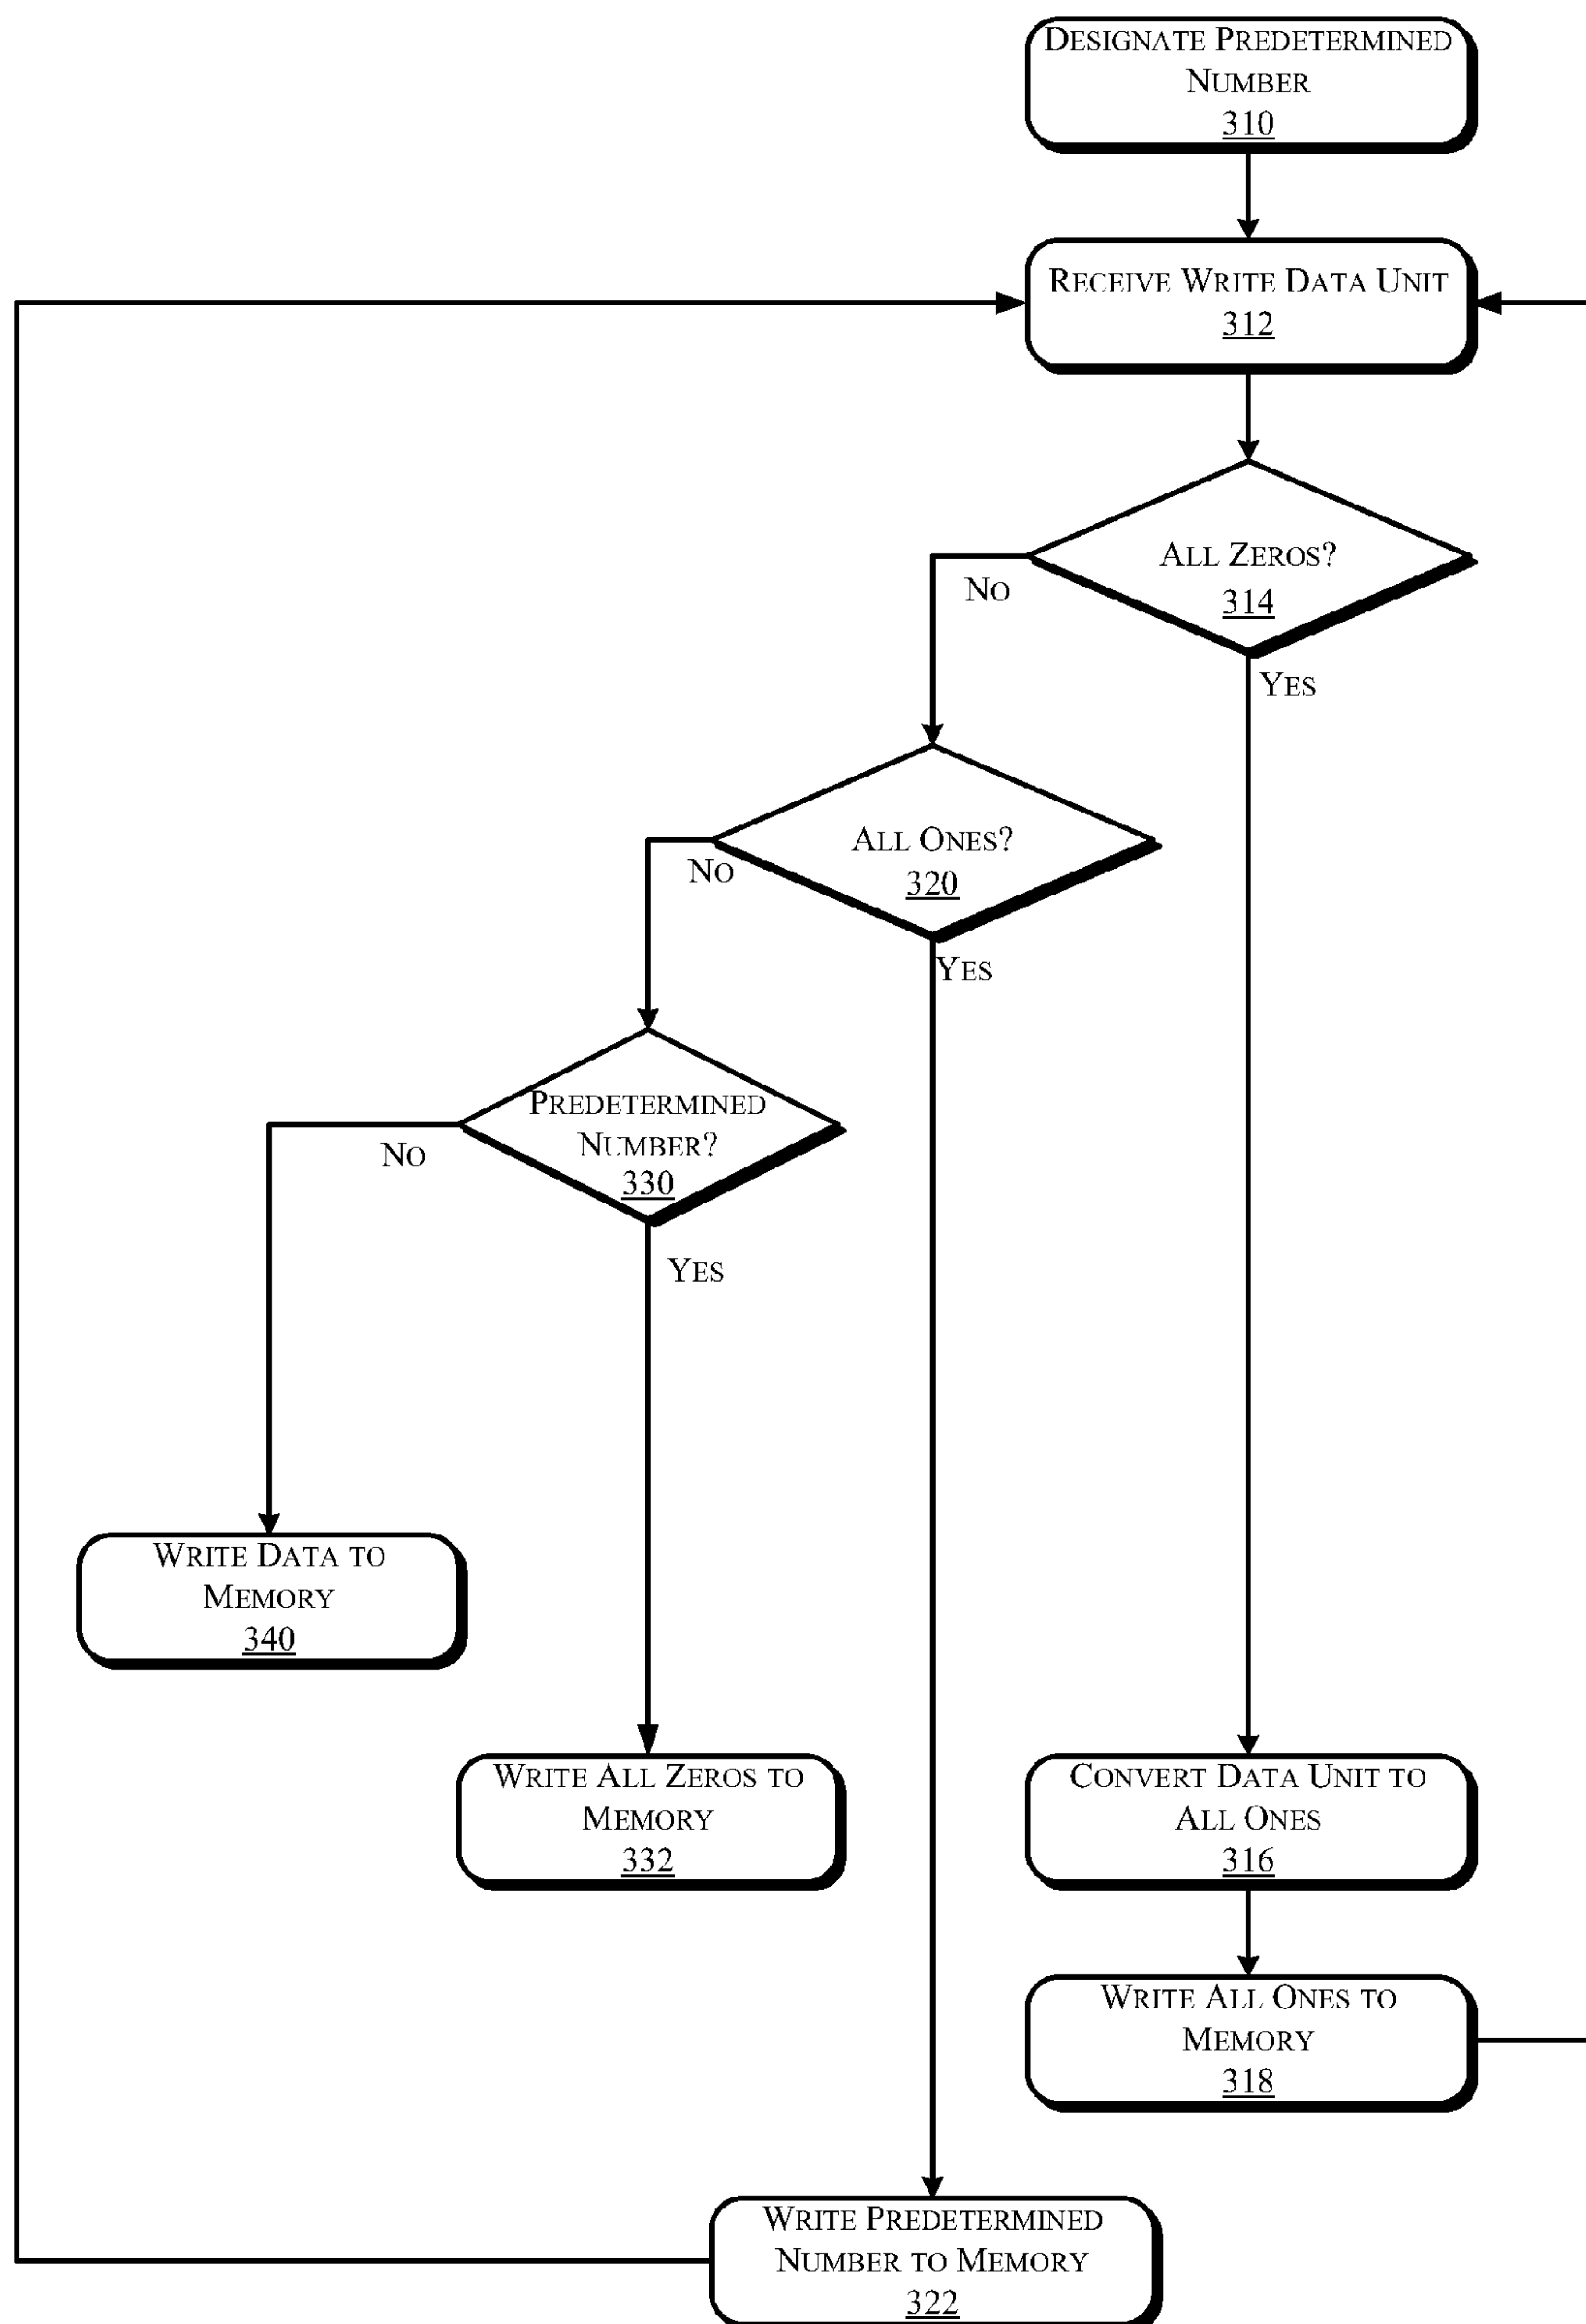 DESIGNATE PREDETERMINED
NUMBER
310
RECEIVE WRITE DATA UNIT
312
ALL ZEROS?
314
NO
YES
ALL ONES?
320
NO
YES
PREDETERMINED
NUMBER?
330
NO
YES
WRITE DATA TO
MEMORY
340
WRITE ALL ZEROS TO
MEMORY
332
CONVERT DATA UNIT TO
ALL ONES
316
WRITE ALL ONES TO
MEMORY
318
WRITE PREDETERMINED
NUMBER TO MEMORY
322